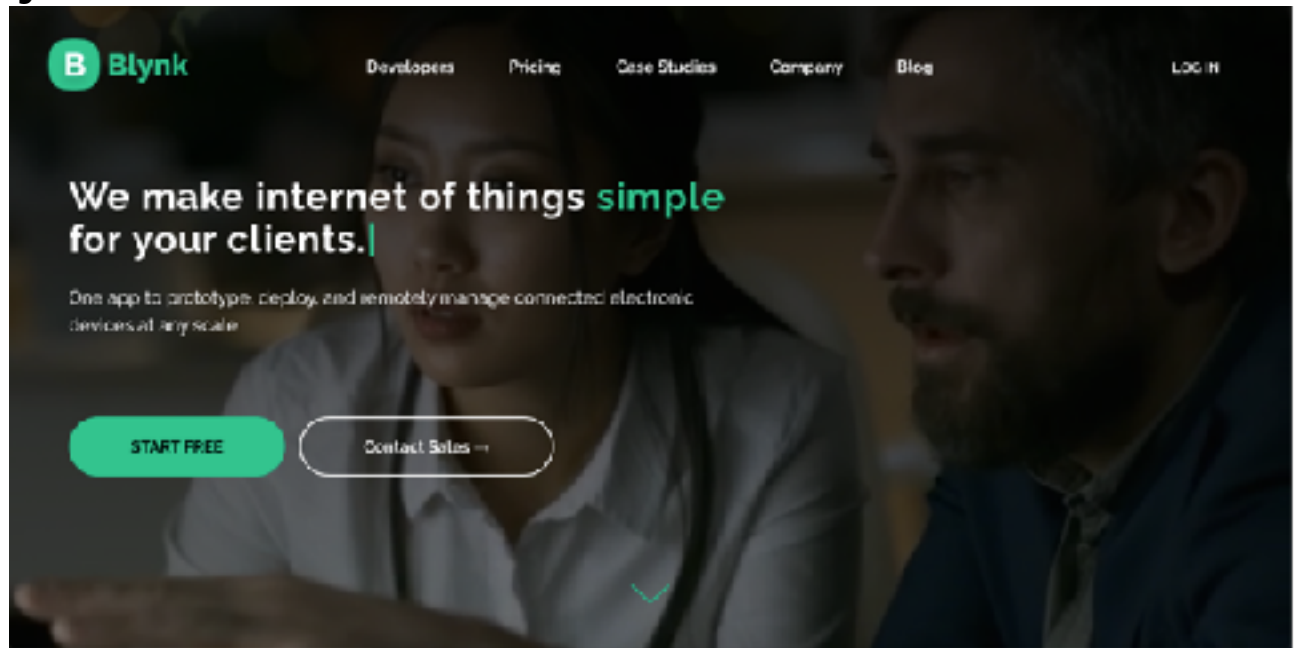 B Blynk
Developers Pricing Case Studies Company Blog LOG IN
We make internet of things simple
for your clients.
One app to prototype, deploy, and remotely manage connected electronic
devices at any scale
START FREE Contact Sales →